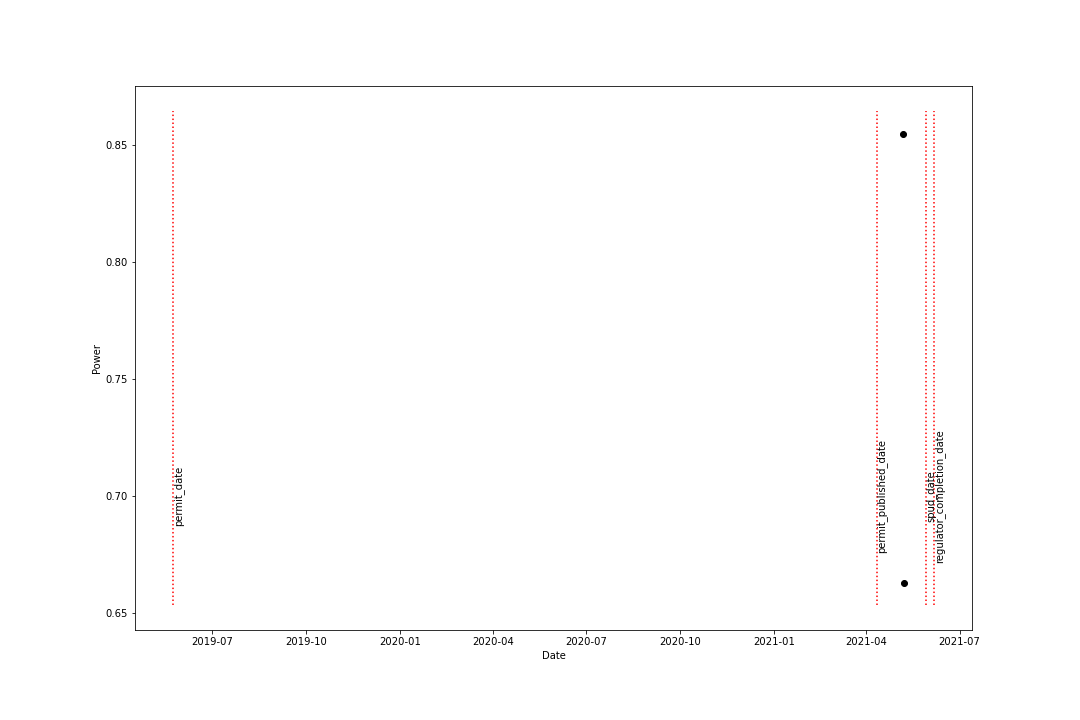 0.85
0.80
0.75
0.70
0.65
Power
permit_date
permit_published_date
spud_date
regulator_completion_date
2019-07
2019-10
2020-01
2020-04
2020-07
2020-10
2021-01
2021-04
2021-07
Date